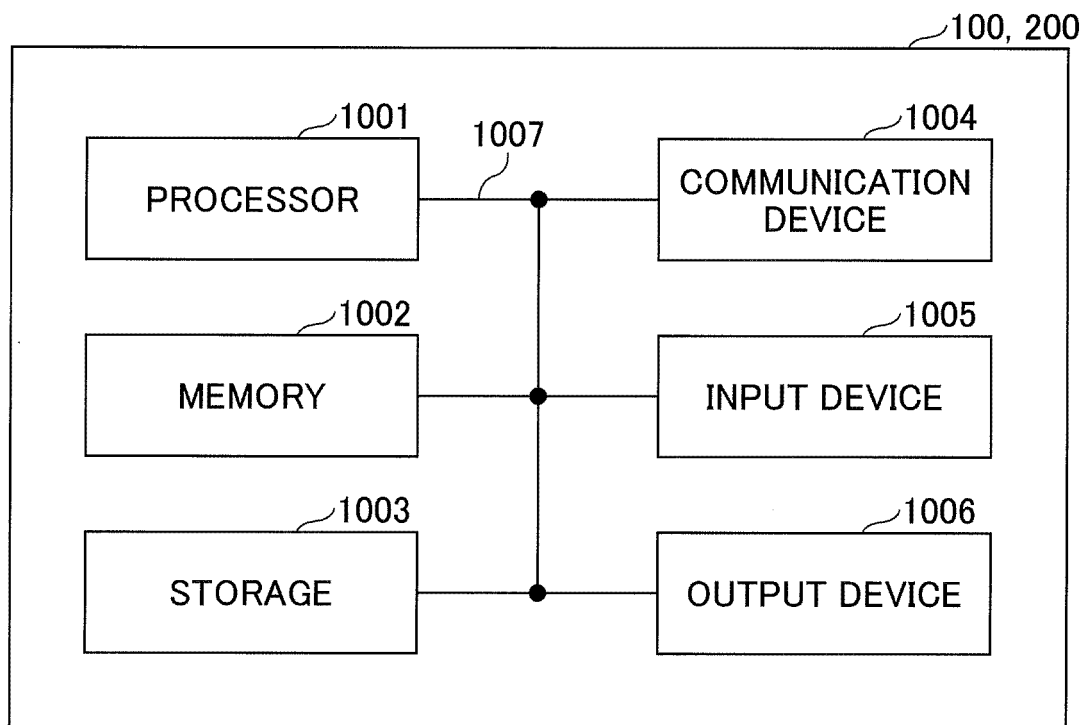 100, 200
1001
PROCESSOR
1007
1004
COMMUNICATION
DEVICE
1002
MEMORY
1005
INPUT DEVICE
1003
STORAGE
1006
OUTPUT DEVICE